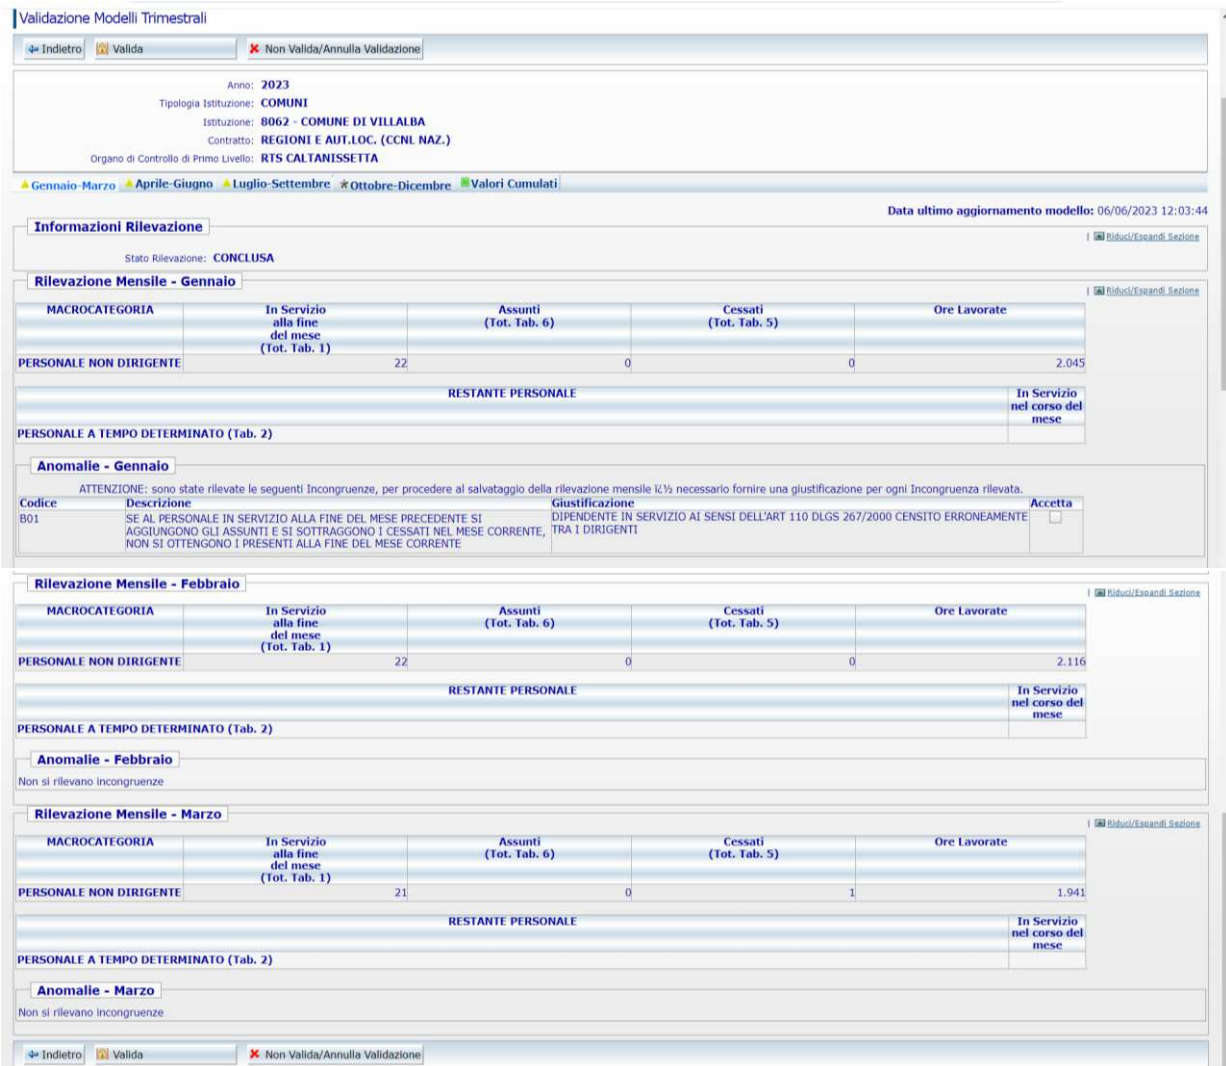 Validazione Modelli Trimestrali
Indietro Valida Non Valida/Annulla Validazione
Anno: 2023
Tipologia Istituzione: COMUNI
Istituzione: 8062 - COMUNE DI VILLALBA
Contratto: REGIONI E AUT.LOC. (CCNL NAZ.)
Organo di Controllo di Primo Livello: RTS CALTANISSETTA
Gennaio-Marzo Aprile-Giugno Luglio-Settembre Ottobre-Dicembre Valori Cumulati
Data ultimo aggiornamento modello: 06/06/2023 12:03:44
Informazioni Rilevazione
| Riduci/Espandi Sezione
Stato Rilevazione: CONCLUSA
Rilevazione Mensile - Gennaio
| Riduci/Espandi Sezione
MACROCATEGORIA In Servizio Assunti Cessati Ore Lavorate
alla fine (Tot. Tab. 6) (Tot. Tab. 5)
del mese
(Tot. Tab. 1)
PERSONALE NON DIRIGENTE 22 0 0 2.045
RESTANTE PERSONALE In Servizio
nel corso del
mese
PERSONALE A TEMPO DETERMINATO (Tab. 2)
Anomalie - Gennaio
ATTENZIONE: sono state rilevate le seguenti Incongruenze, per procedere al salvataggio della rilevazione mensile ï¿½ necessario fornire una giustificazione per ogni Incongruenza rilevata.
Codice Descrizione Giustificazione Accetta
B01 SE AL PERSONALE IN SERVIZIO ALLA FINE DEL MESE PRECEDENTE SI DIPENDENTE IN SERVIZIO AI SENSI DELL'ART 110 DLGS 267/2000 CENSITO ERRONEAMENTE
AGGIUNGONO GLI ASSUNTI E SI SOTTRAGGONO I CESSATI NEL MESE CORRENTE, TRA I DIRIGENTI
NON SI OTTENGONO I PRESENTI ALLA FINE DEL MESE CORRENTE
Rilevazione Mensile - Febbraio
| Riduci/Espandi Sezione
MACROCATEGORIA In Servizio Assunti Cessati Ore Lavorate
alla fine (Tot. Tab. 6) (Tot. Tab. 5)
del mese
(Tot. Tab. 1)
PERSONALE NON DIRIGENTE 22 0 0 2.116
RESTANTE PERSONALE In Servizio
nel corso del
mese
PERSONALE A TEMPO DETERMINATO (Tab. 2)
Anomalie - Febbraio
Non si rilevano incongruenze
Rilevazione Mensile - Marzo
| Riduci/Espandi Sezione
MACROCATEGORIA In Servizio Assunti Cessati Ore Lavorate
alla fine (Tot. Tab. 6) (Tot. Tab. 5)
del mese
(Tot. Tab. 1)
PERSONALE NON DIRIGENTE 21 0 1 1.941
RESTANTE PERSONALE In Servizio
nel corso del
mese
PERSONALE A TEMPO DETERMINATO (Tab. 2)
Anomalie - Marzo
Non si rilevano incongruenze
Indietro Valida Non Valida/Annulla Validazione